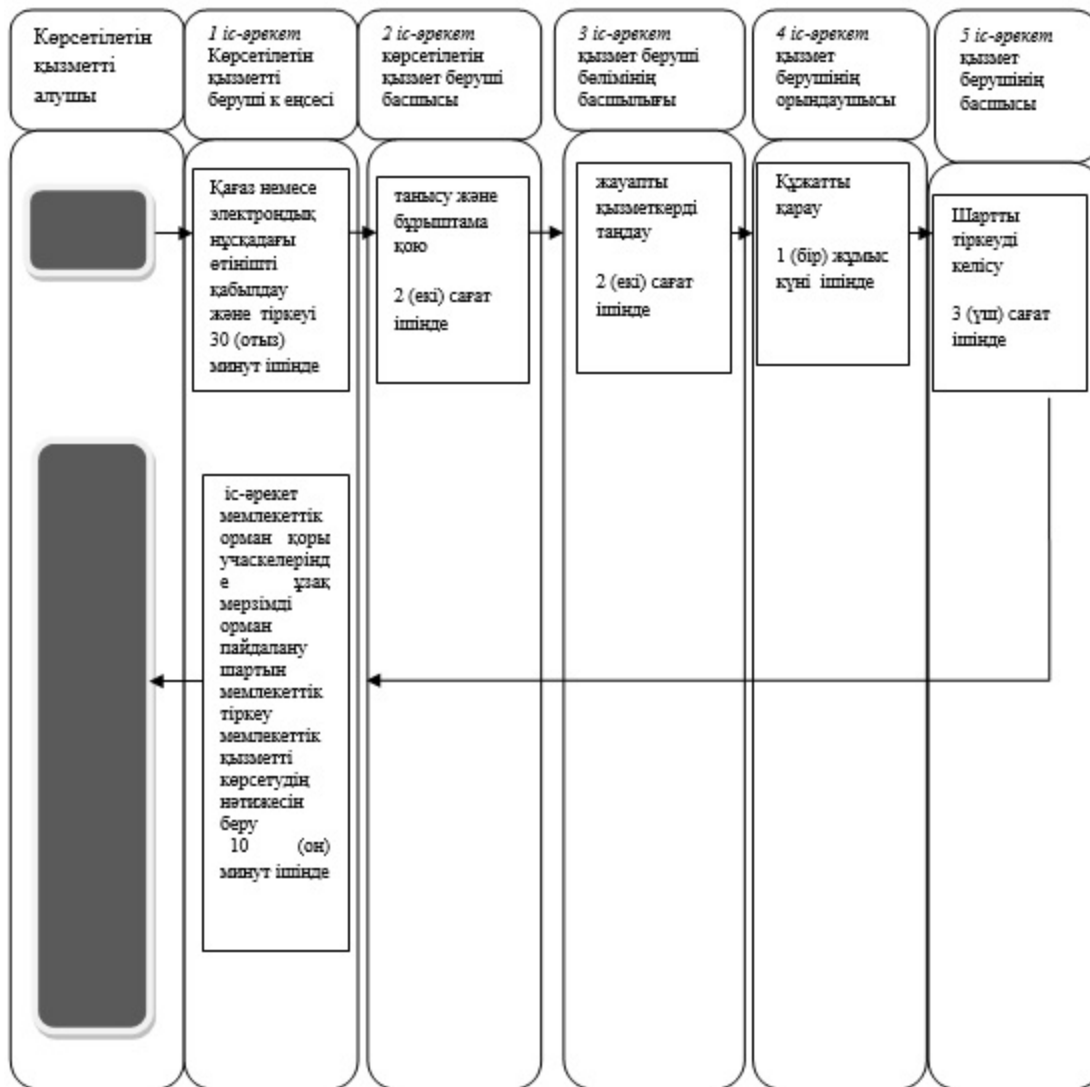 Көрсетілетін
қызметті
алушы
1 іс-әрекет
Көрсетілетін
қызметті
беруші к еңсесі
2 іс-әрекет
көрсетілетін
қызмет беруші
басшысы
3 іс-әрекет
қызмет беруші
бөлімінің
басшылығы
4 іс-әрекет
қызмет
берушінің
орындаушысы
5 іс-әрекет
қызмет
берушінің
басшысы
Қағаз немесе
электрондық
нұсқадағы
өтінішті
қабылдау
және тіркеуі
30 (отыз)
минут ішінде
танысу және
бұрыштама
қою
2 (екі) сағат
ішінде
жауапты
қызметкерді
таңдау
2 (екі) сағат
ішінде
Құжатты
қарау
1 (бір) жұмыс
күні ішінде
Шартты
тіркеуді
келісу
3 (үш) сағат
ішінде
іс-әрекет
мемлекеттік
орман қоры
учаскелерінд
е ұзақ
мерзімді
орман
пайдалану
шартын
мемлекеттік
тіркеу
мемлекеттік
қызметті
көрсетудің
нәтижесін
беру
10 (он)
минут ішінде